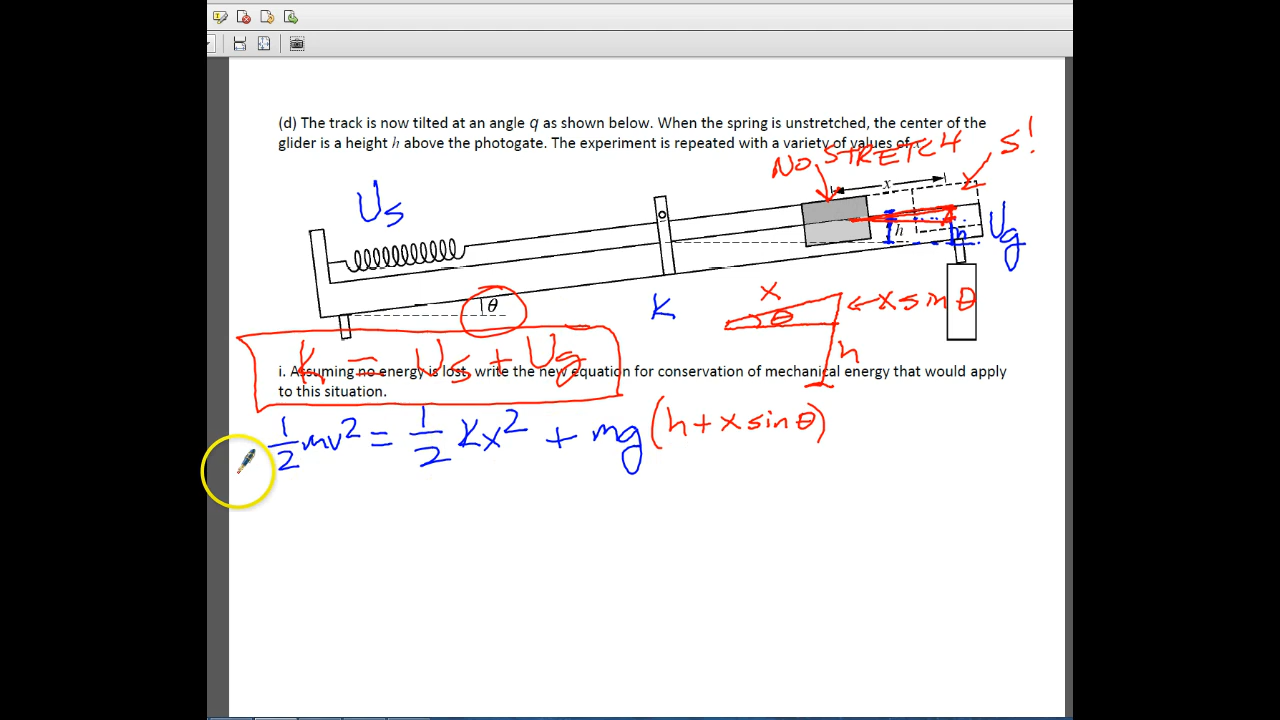 (d) The track is now tilted at an angle q as shown below. When the spring is unstretched, the center of the
glider is a height h above the photogate. The experiment is repeated with a variety of values of x.
NO STRETCH
S!
x
Us
h
h
Ug
θ
K
x
θ
x sin θ
h
K = Us + Ug
i. Assuming no energy is lost, write the new equation for conservation of mechanical energy that would apply
to this situation.
1/2 mv² = 1/2 kx² + mg (h + x sin θ)